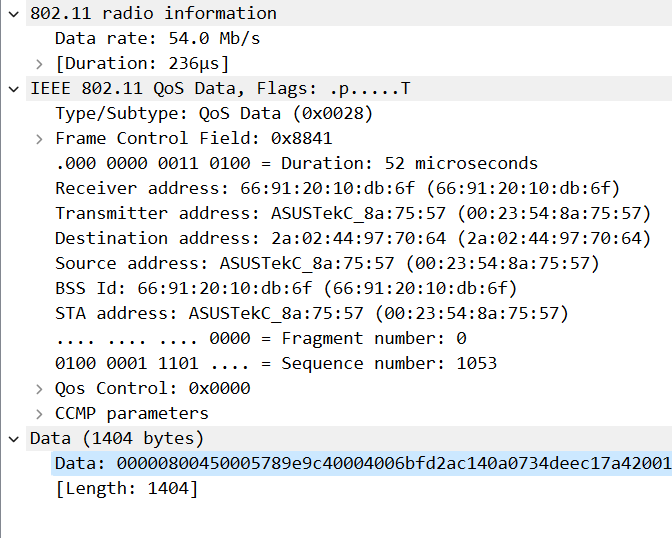 802.11 radio information
Data rate: 54.0 Mb/s
[Duration: 236µs]
IEEE 802.11 QoS Data, Flags: .p.....T
Type/Subtype: QoS Data (0x0028)
Frame Control Field: 0x8841
.000 0000 0011 0100 = Duration: 52 microseconds
Receiver address: 66:91:20:10:db:6f (66:91:20:10:db:6f)
Transmitter address: ASUSTekC_8a:75:57 (00:23:54:8a:75:57)
Destination address: 2a:02:44:97:70:64 (2a:02:44:97:70:64)
Source address: ASUSTekC_8a:75:57 (00:23:54:8a:75:57)
BSS Id: 66:91:20:10:db:6f (66:91:20:10:db:6f)
STA address: ASUSTekC_8a:75:57 (00:23:54:8a:75:57)
.... .... .... 0000 = Fragment number: 0
0100 0001 1101 .... = Sequence number: 1053
Qos Control: 0x0000
CCMP parameters
Data (1404 bytes)
Data: 00000800450005789e9c40004006bfd2ac140a0734deec17a42001
[Length: 1404]